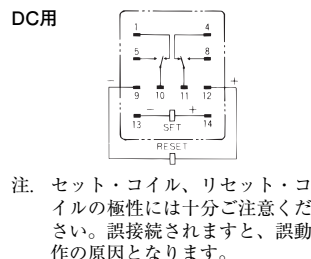 DC用
1 4
5 8
− +
9 10 11 12
− +
13 SET 14
RESET
注. セット・コイル、リセット・コ
イルの極性には十分ご注意くだ
さい。誤接続されますと、誤動
作の原因となります。